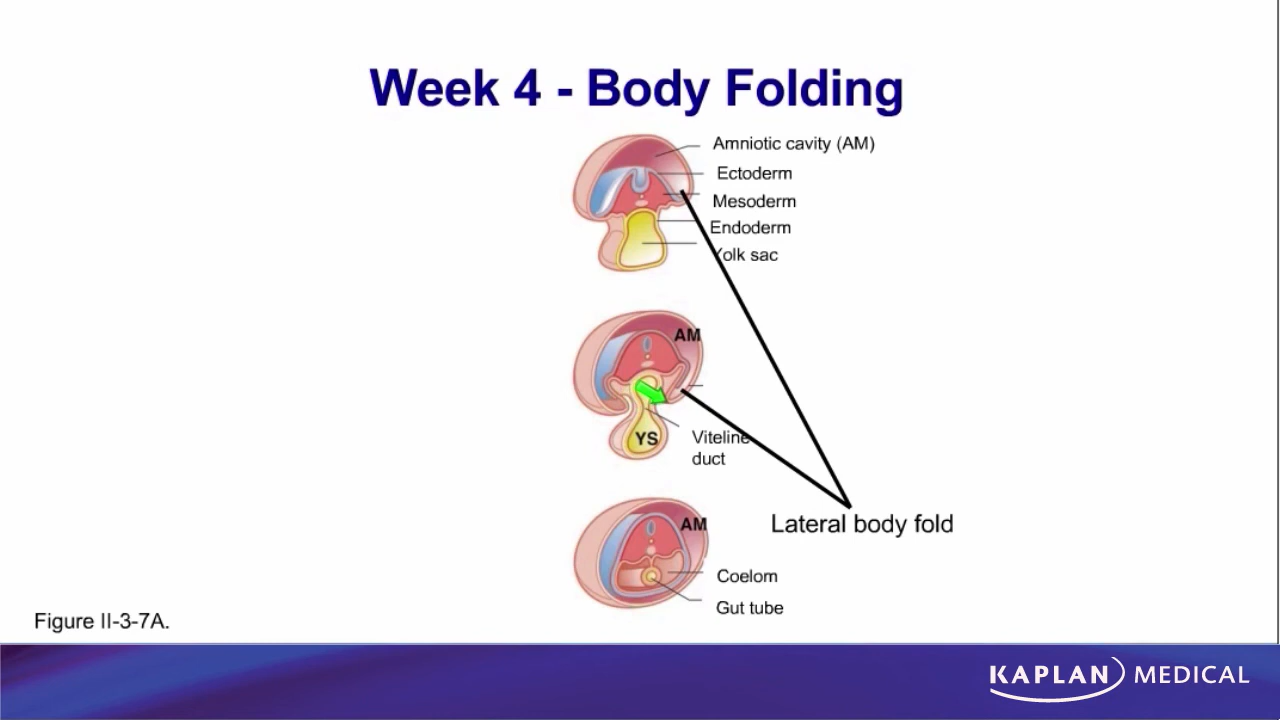 Week 4 - Body Folding
Amniotic cavity (AM)
Ectoderm
Mesoderm
Endoderm
Yolk sac
AM
YS
Viteline
duct
AM
Lateral body fold
Coelom
Gut tube
Figure II-3-7A.
KAPLAN MEDICAL